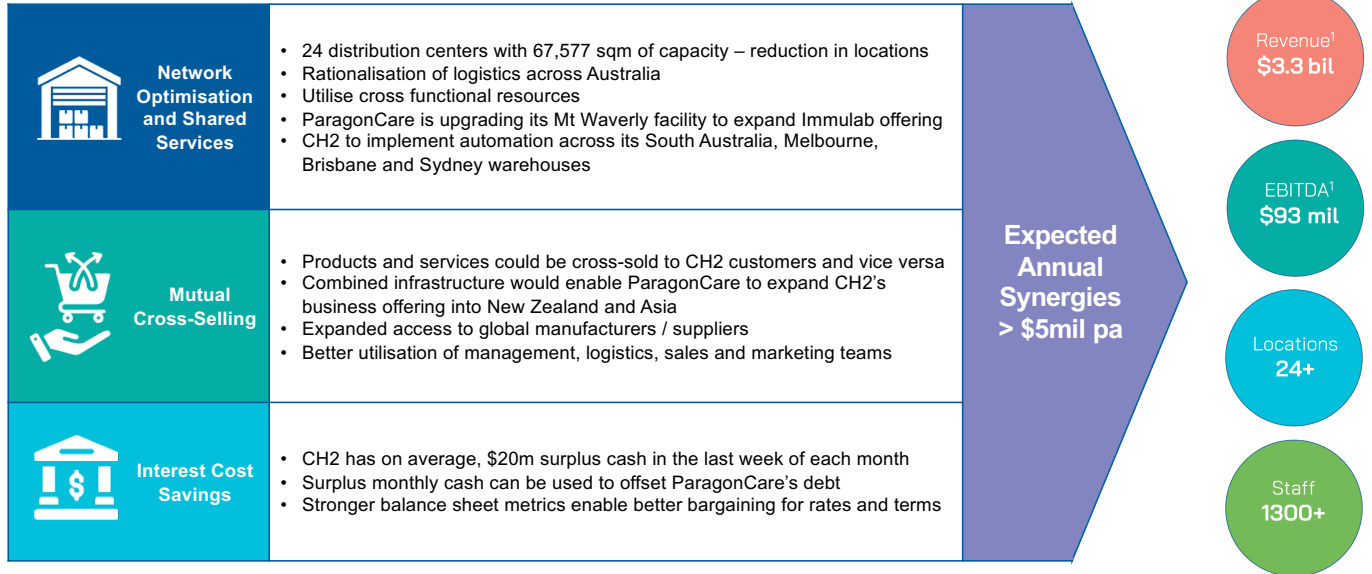 Network
Optimisation
and Shared
Services
• 24 distribution centers with 67,577 sqm of capacity – reduction in locations
• Rationalisation of logistics across Australia
• Utilise cross functional resources
• ParagonCare is upgrading its Mt Waverly facility to expand Immulab offering
• CH2 to implement automation across its South Australia, Melbourne,
Brisbane and Sydney warehouses
Mutual
Cross-Selling
• Products and services could be cross-sold to CH2 customers and vice versa
• Combined infrastructure would enable ParagonCare to expand CH2's
business offering into New Zealand and Asia
• Expanded access to global manufacturers / suppliers
• Better utilisation of management, logistics, sales and marketing teams
Interest Cost
Savings
• CH2 has on average, $20m surplus cash in the last week of each month
• Surplus monthly cash can be used to offset ParagonCare's debt
• Stronger balance sheet metrics enable better bargaining for rates and terms
Expected
Annual
Synergies
> $5mil pa
Revenue¹
$3.3 bil
EBITDA¹
$93 mil
Locations
24+
Staff
1300+